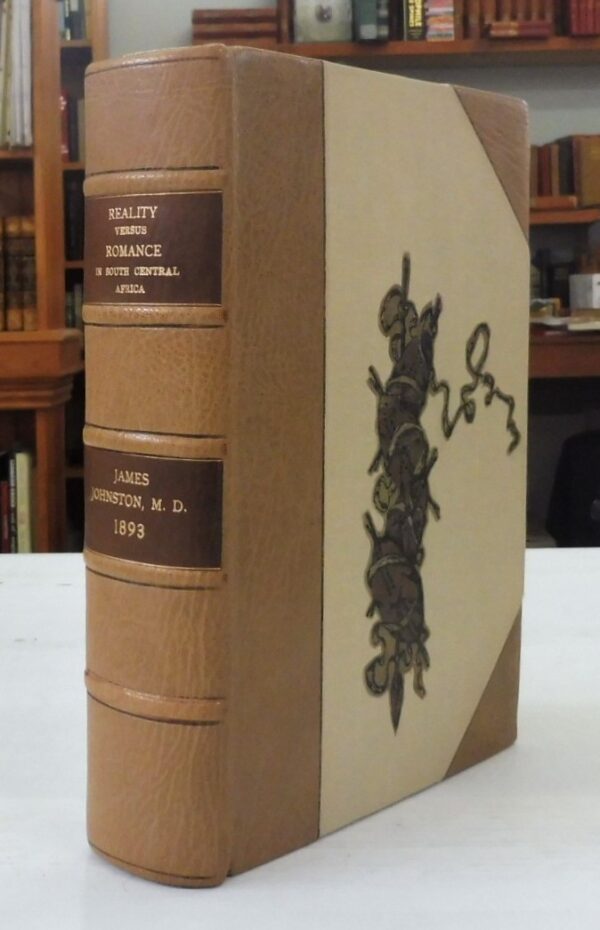 REALITY
VERSUS
ROMANCE
IN SOUTH CENTRAL
AFRICA
JAMES
JOHNSTON, M. D.
1893